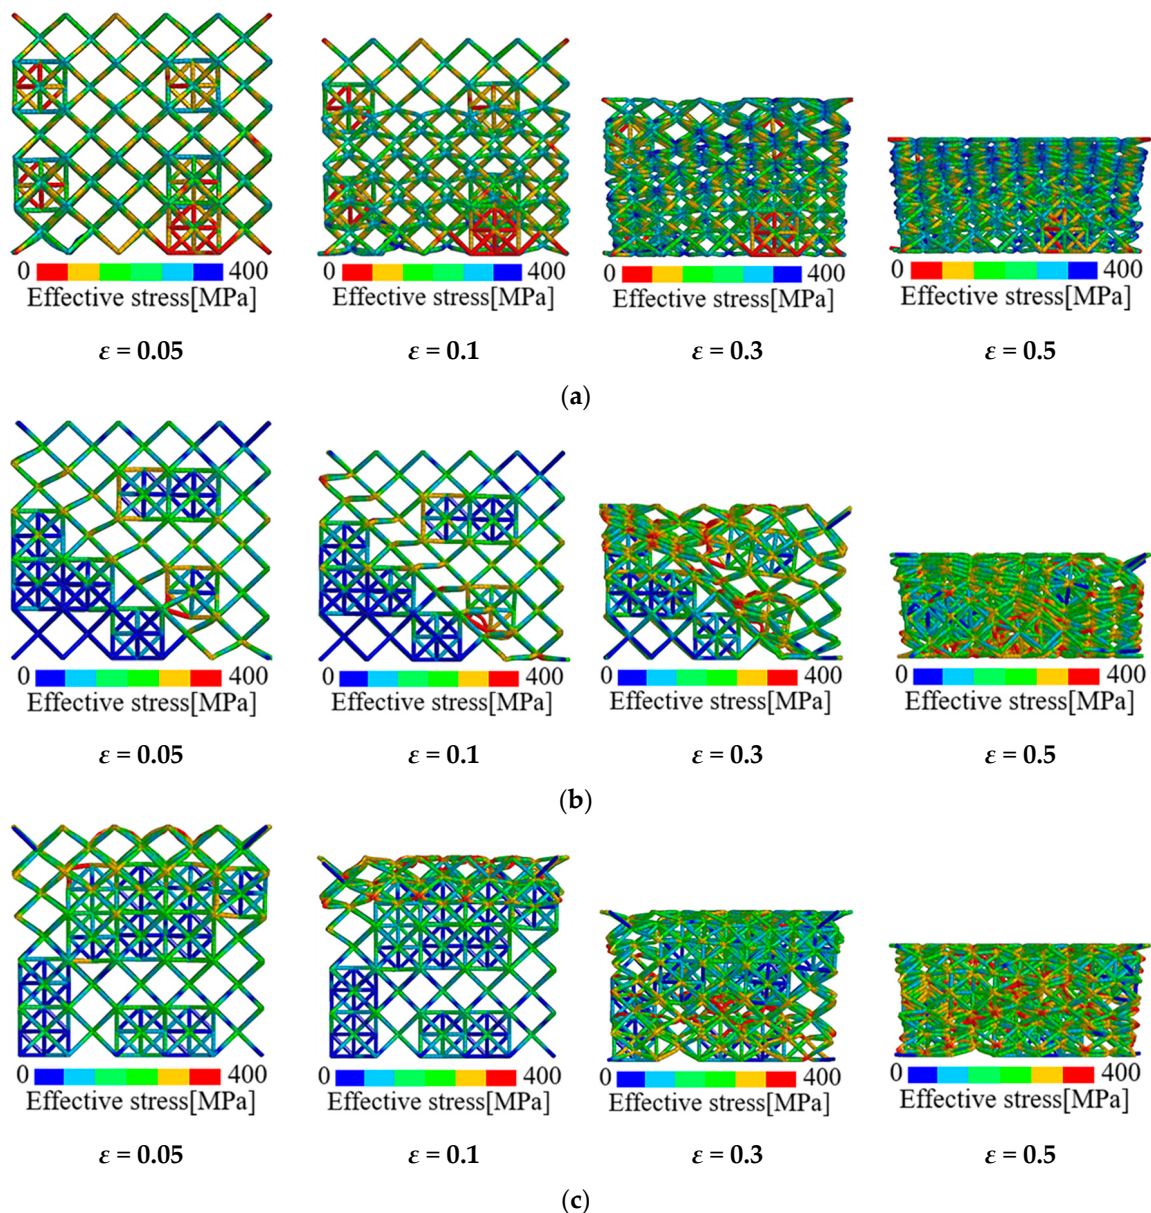 0 400 0 400 0 400 0 400
Effective stress[MPa] Effective stress[MPa] Effective stress[MPa] Effective stress[MPa]
ε = 0.05 ε = 0.1 ε = 0.3 ε = 0.5
(a)
0 400 0 400 0 400 0 400
Effective stress[MPa] Effective stress[MPa] Effective stress[MPa] Effective stress[MPa]
ε = 0.05 ε = 0.1 ε = 0.3 ε = 0.5
(b)
0 400 0 400 0 400 0 400
Effective stress[MPa] Effective stress[MPa] Effective stress[MPa] Effective stress[MPa]
ε = 0.05 ε = 0.1 ε = 0.3 ε = 0.5
(c)